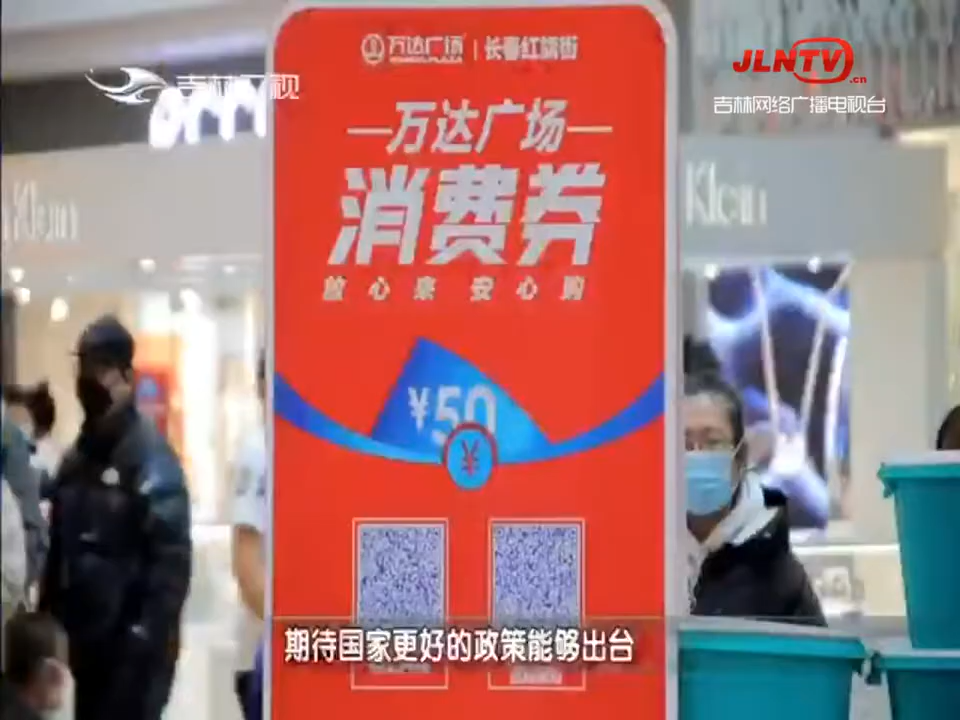 万达广场 | 长春红旗街
JLNTV.cn
吉林卫视
吉林网络广播电视台
万达广场
消费券
放心来 安心购
Klein
Klein
¥50
¥
期待国家更好的政策能够出台